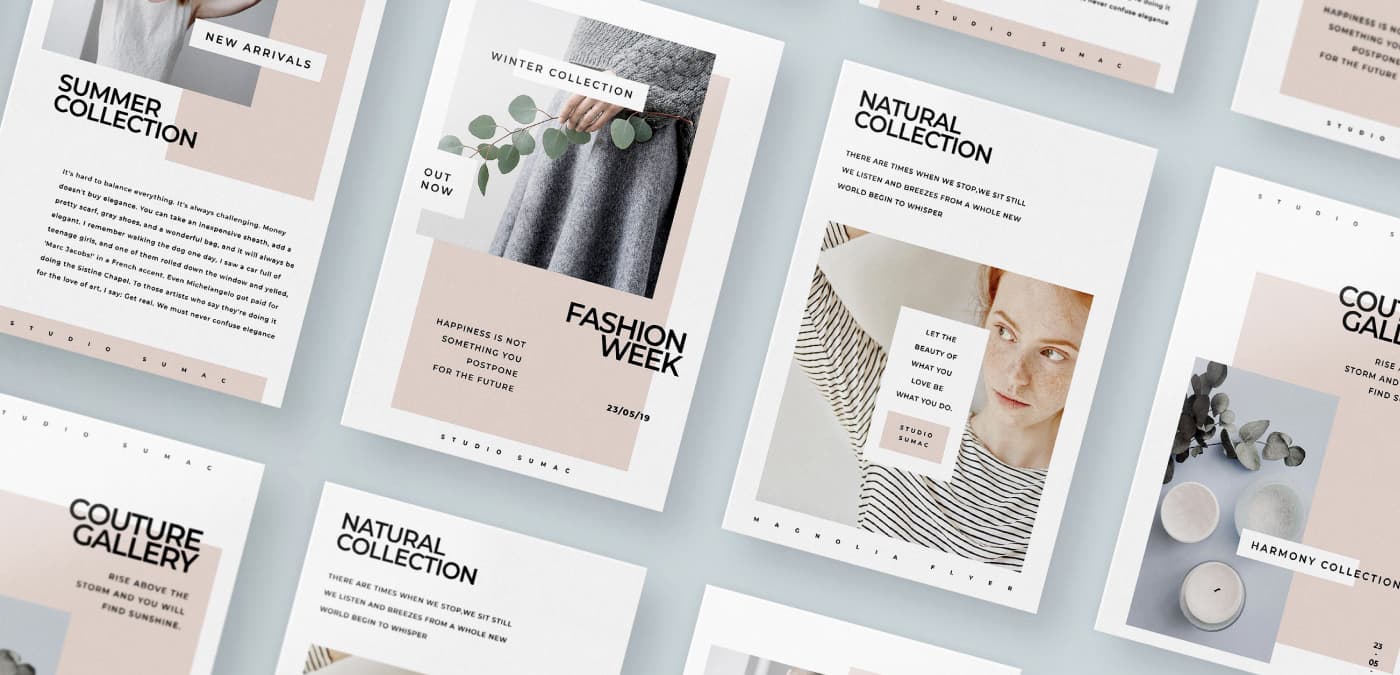 NEW ARRIVALS
SUMMER
COLLECTION
It's hard to balance everything. It's always challenging. Money
doesn't buy elegance. You can take an inexpensive sheath, add a
pretty scarf, gray shoes, and a wonderful bag, and it will always be
elegant. I remember walking the dog one day, I saw a car full of
teenage girls, and one of them rolled down the window and yelled,
'Marc Jacobs!' in a French accent. Even Michelangelo got paid for
doing the Sistine Chapel. To those artists who say they're doing it
for the love of art, I say: Get real. We must never confuse elegance
STUDIO SUMAC
WINTER COLLECTION
OUT
NOW
FASHION
WEEK
HAPPINESS IS NOT
SOMETHING YOU
POSTPONE
FOR THE FUTURE
23/05/19
STUDIO SUMAC
doing it
never confuse elegance
STUDIO SUMAC
NATURAL
COLLECTION
THERE ARE TIMES WHEN WE STOP,WE SIT STILL
WE LISTEN AND BREEZES FROM A WHOLE NEW
WORLD BEGIN TO WHISPER
LET THE
BEAUTY OF
WHAT YOU
LOVE BE
WHAT YOU DO.
STUDIO
SUMAC
MAGNOLIA FLYER
HAPPINESS IS NO
SOMETHING YO
POSTPONE
FOR THE FUTURE
STUDIO
STUDIO S
COU
GALL
RISE
STORM AND
FIND S
HARMONY COLLECTION
23
-
05
-
STUDIO SUMAC
COUTURE
GALLERY
RISE ABOVE THE
STORM AND YOU WILL
FIND SUNSHINE.
NATURAL
COLLECTION
THERE ARE TIMES WHEN WE STOP,WE SIT STILL
WE LISTEN AND BREEZES FROM A WHOLE NEW
WORLD BEGIN TO WHISPER